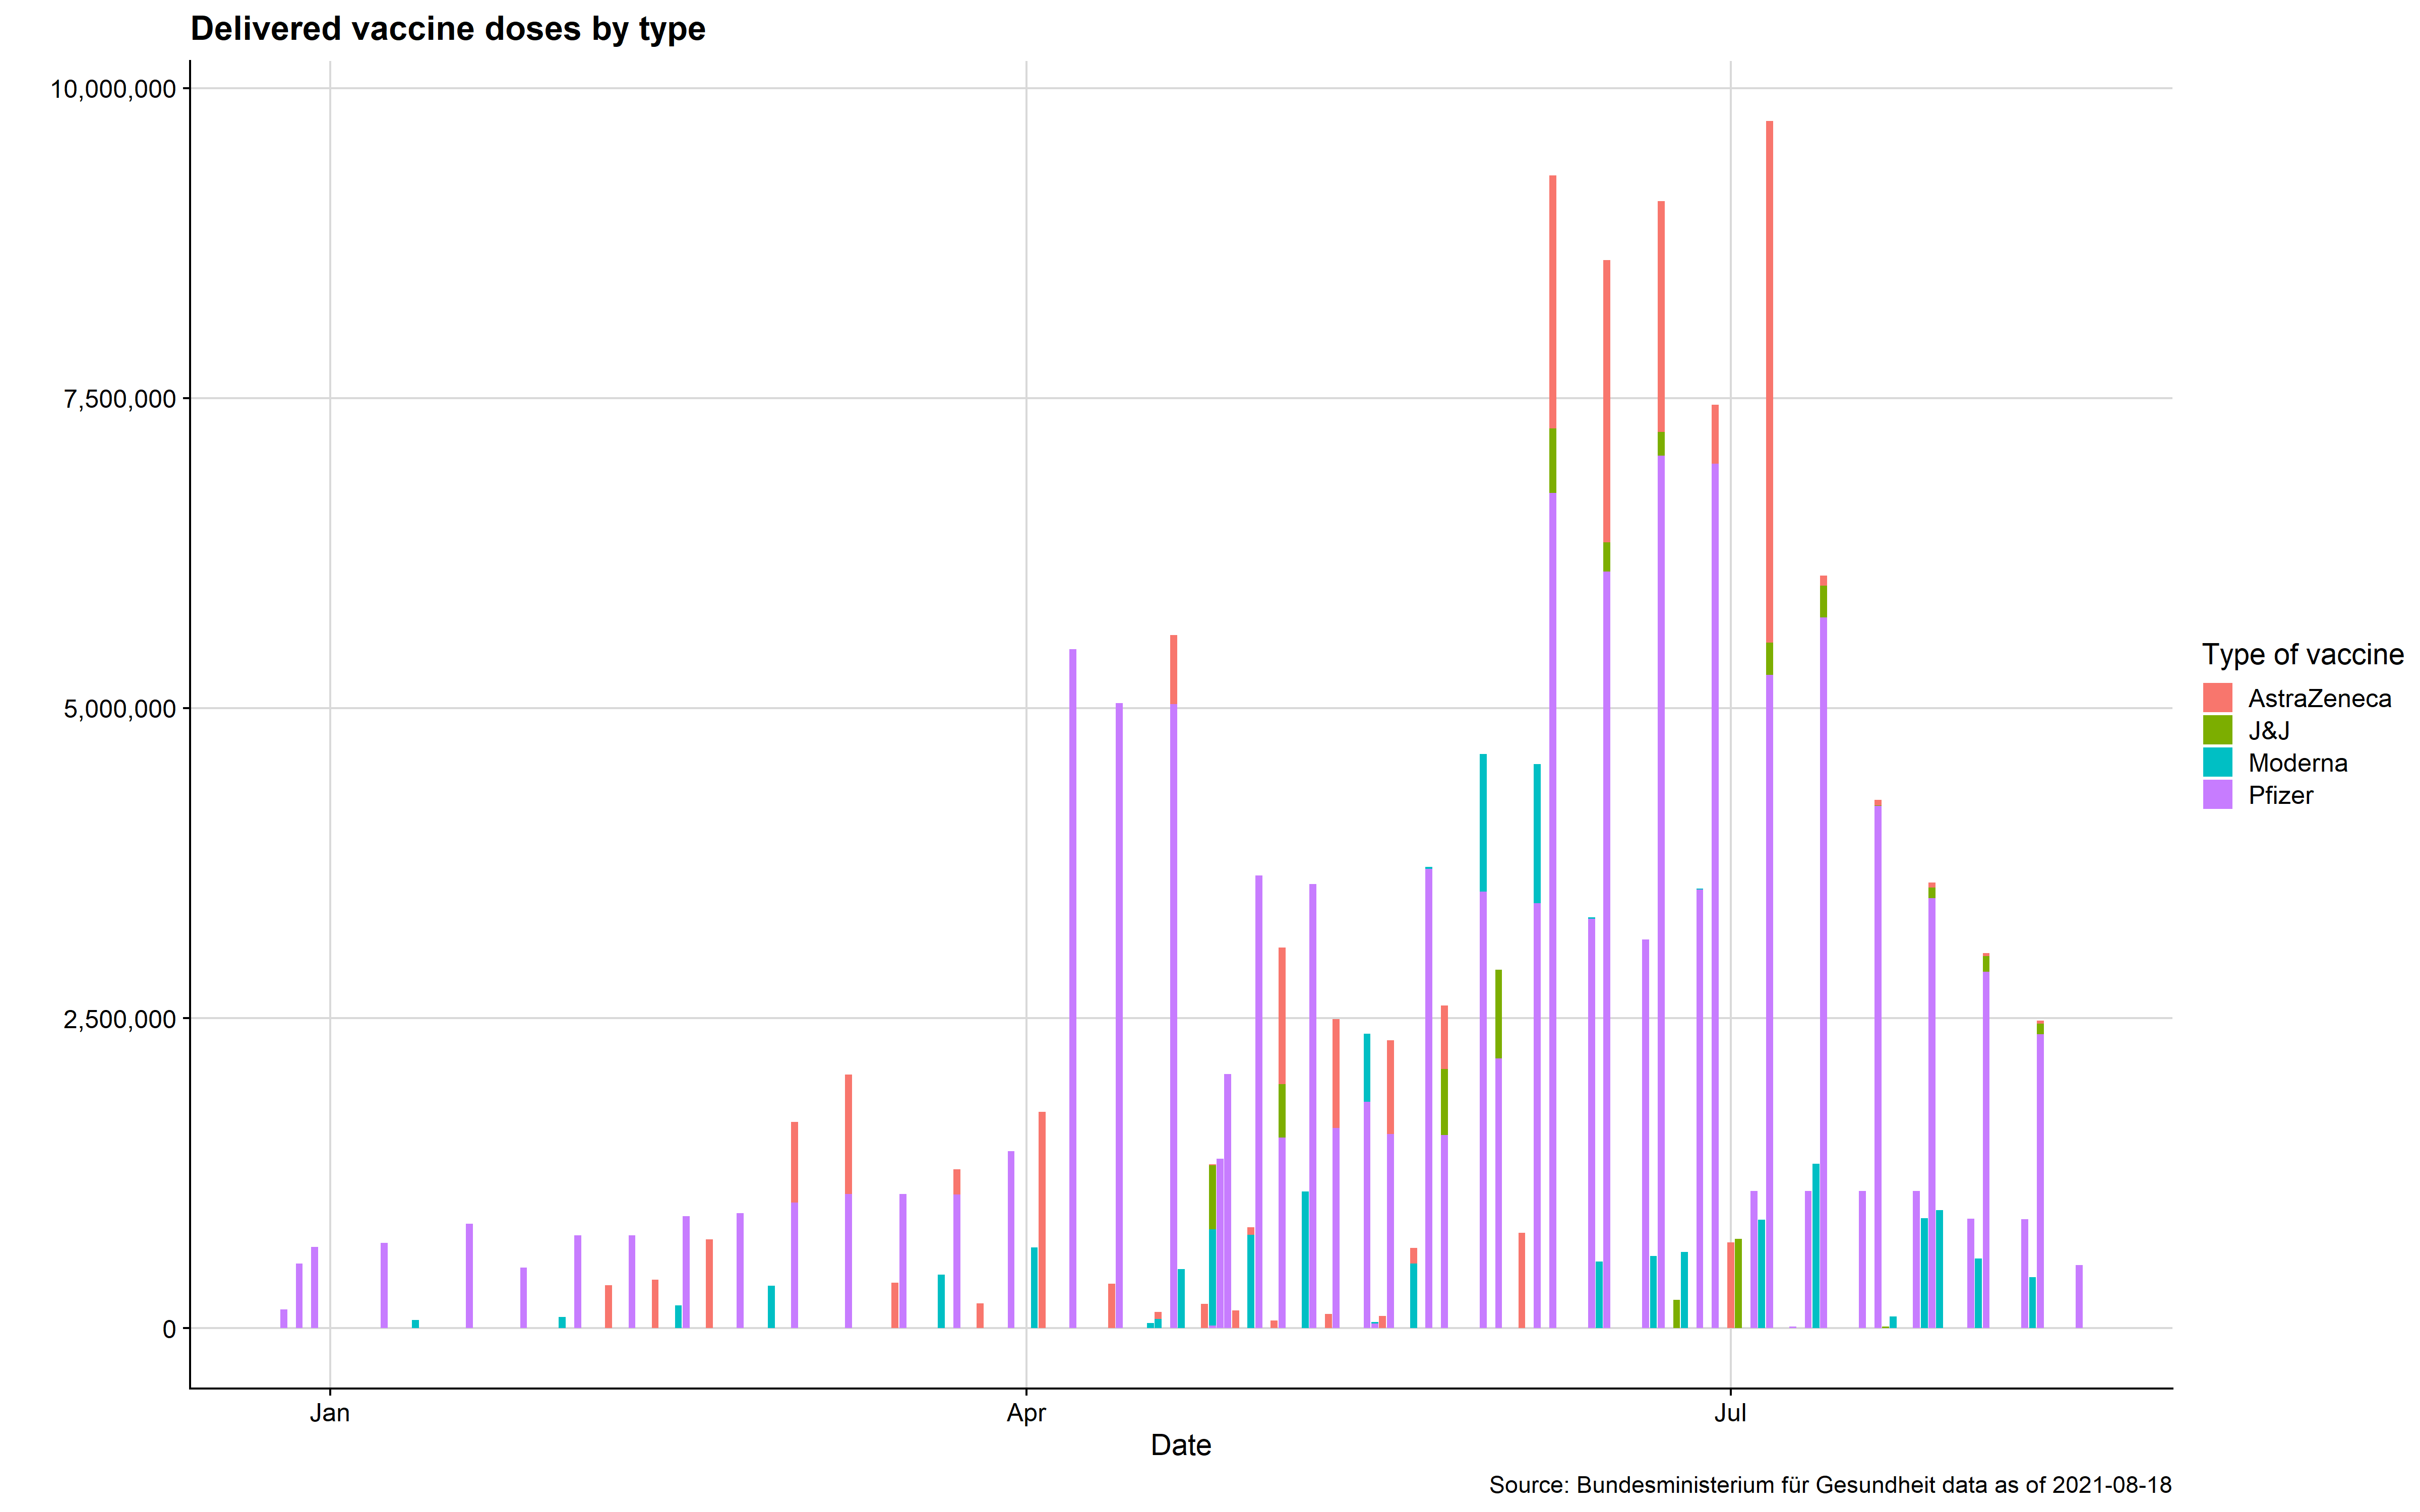 Delivered vaccine doses by type
10,000,000
7,500,000
5,000,000
2,500,000
0
Jan
Apr
Jul
Date
Type of vaccine
AstraZeneca
J&J
Moderna
Pfizer
Source: Bundesministerium für Gesundheit data as of 2021-08-18